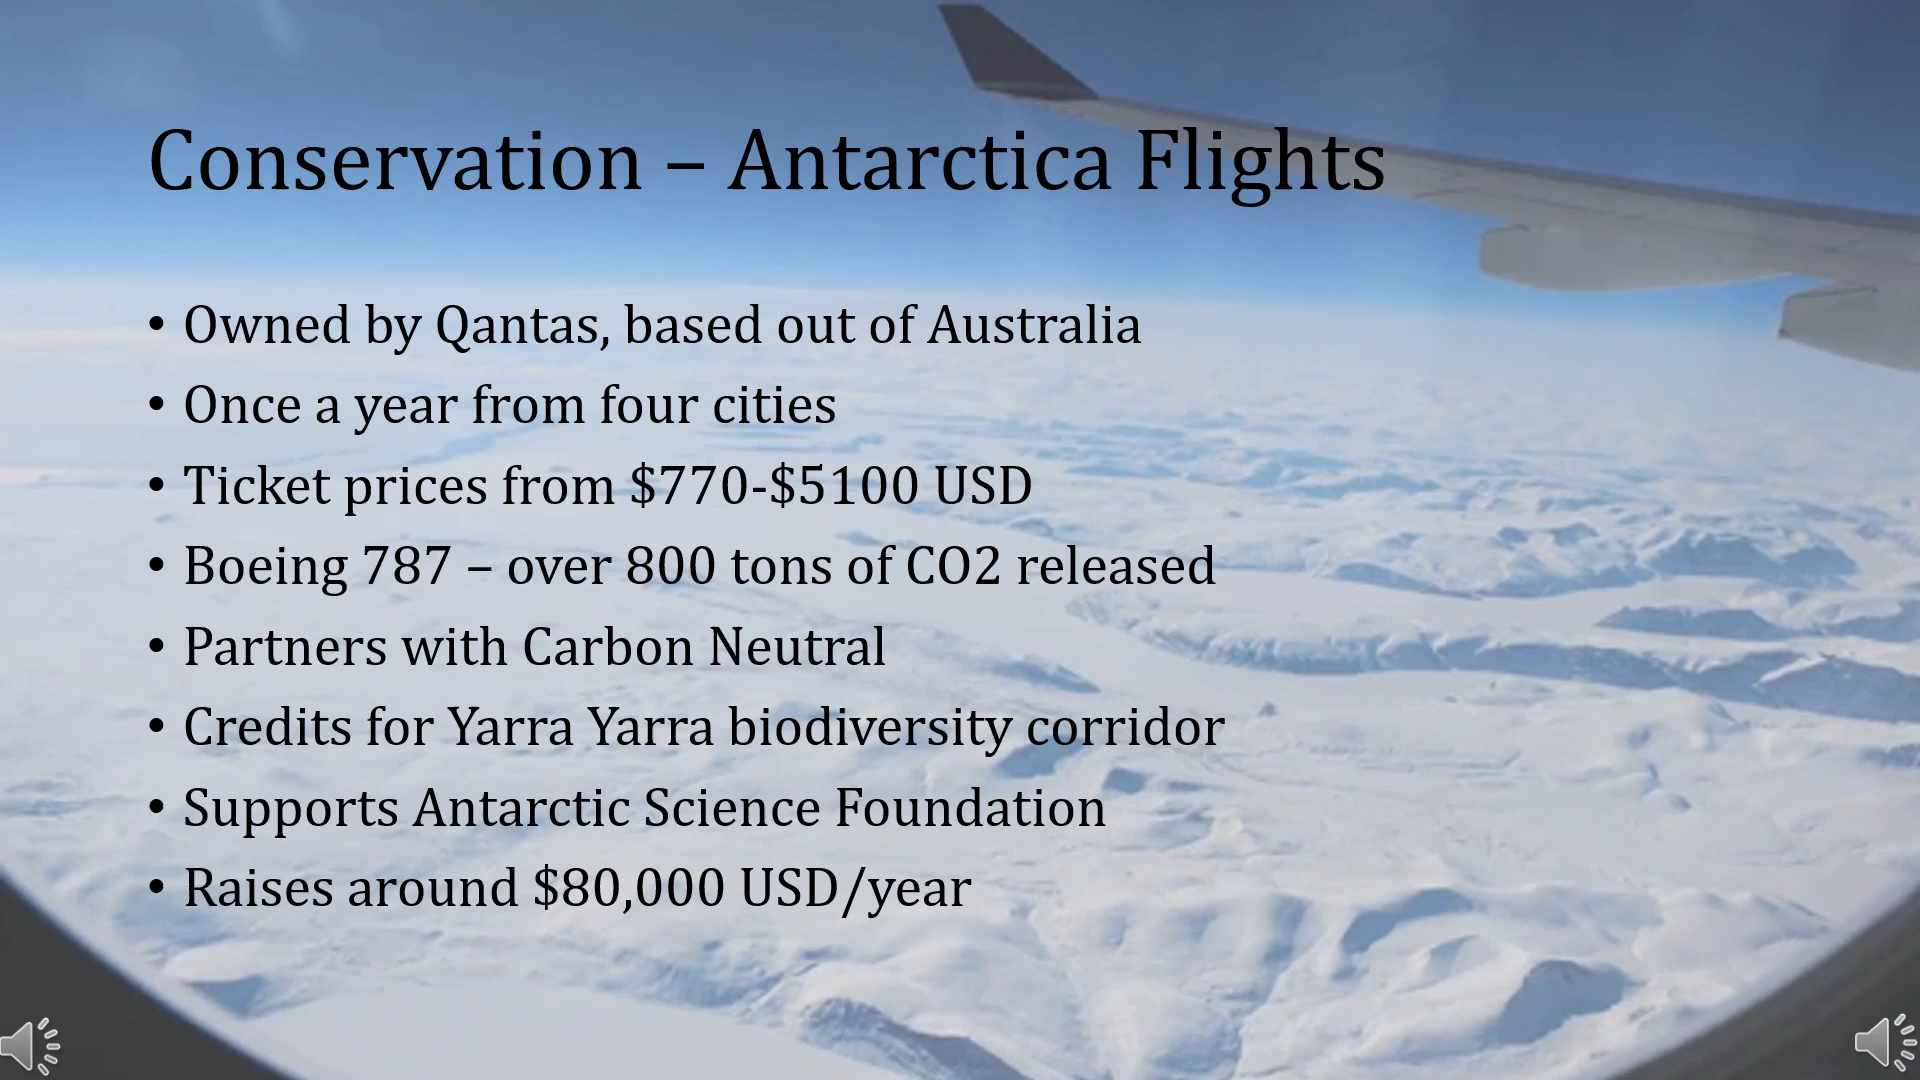 Conservation – Antarctica Flights
• Owned by Qantas, based out of Australia
• Once a year from four cities
• Ticket prices from $770-$5100 USD
• Boeing 787 – over 800 tons of CO2 released
• Partners with Carbon Neutral
• Credits for Yarra Yarra biodiversity corridor
• Supports Antarctic Science Foundation
• Raises around $80,000 USD/year